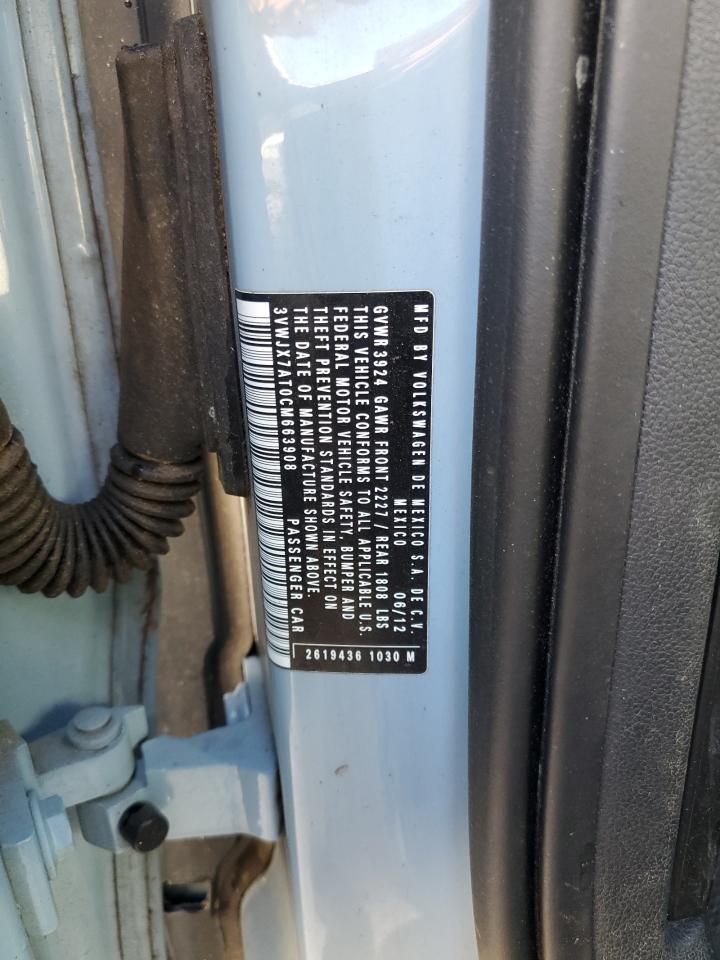 MFD BY VOLKSWAGEN DE MEXICO S.A. DE C.V.
MEXICO 06/12
GVWR 3924 GAWR FRONT 2227 / REAR 1808 LBS
THIS VEHICLE CONFORMS TO ALL APPLICABLE U.S.
FEDERAL MOTOR VEHICLE SAFETY, BUMPER AND
THEFT PREVENTION STANDARDS IN EFFECT ON
THE DATE OF MANUFACTURE SHOWN ABOVE.
3VWJX7AT0CM663908 PASSENGER CAR
2619436 1030 M